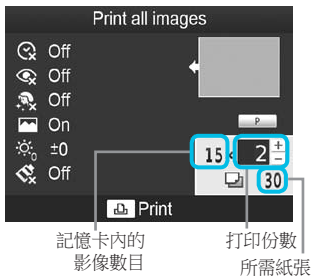 Print all images
Off
Off
Off
On
±0
Off
P
15
2
+
−
30
Print
記憶卡內的
影像數目
打印份數
所需紙張